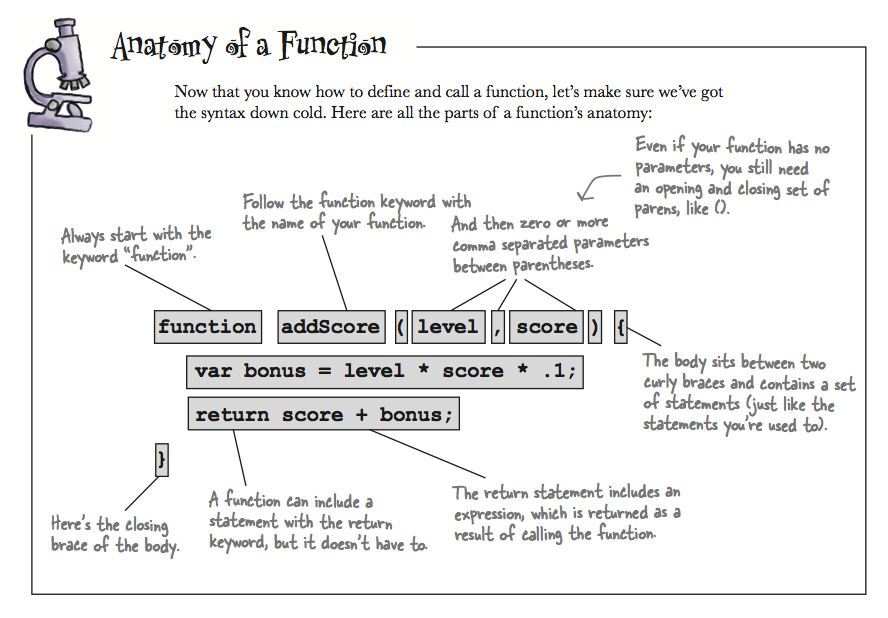 Anatomy of a Function
Now that you know how to define and call a function, let's make sure we've got
the syntax down cold. Here are all the parts of a function's anatomy:
Even if your function has no
parameters, you still need
an opening and closing set of
parens, like ().
Follow the function keyword with
the name of your function.
And then zero or more
comma separated parameters
between parentheses.
Always start with the
keyword "function".
function addScore ( level , score ) {
var bonus = level * score * .1;
return score + bonus;
}
The body sits between two
curly braces and contains a set
of statements (just like the
statements you're used to).
Here's the closing
brace of the body.
A function can include a
statement with the return
keyword, but it doesn't have to.
The return statement includes an
expression, which is returned as a
result of calling the function.